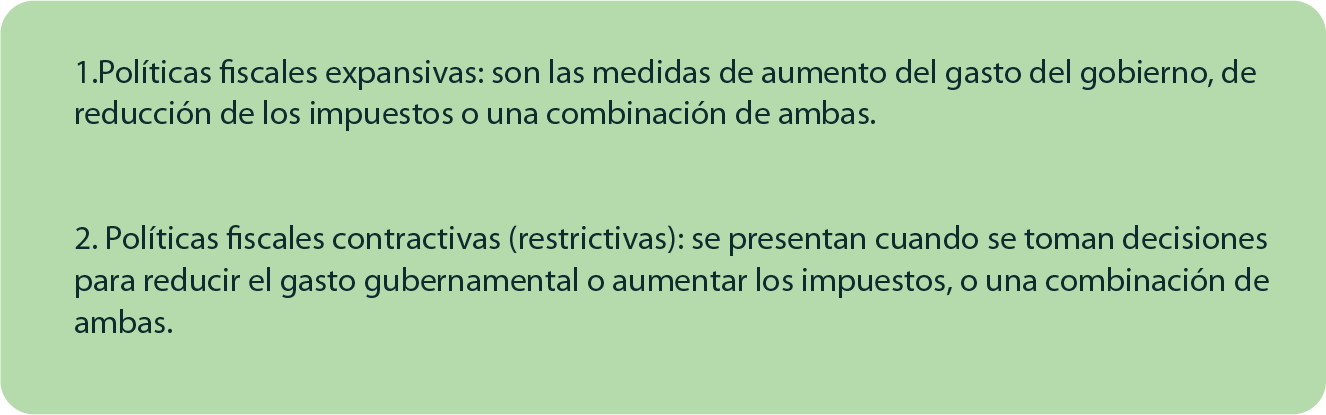 1.Políticas fiscales expansivas: son las medidas de aumento del gasto del gobierno, de
reducción de los impuestos o una combinación de ambas.
2. Políticas fiscales contractivas (restrictivas): se presentan cuando se toman decisiones
para reducir el gasto gubernamental o aumentar los impuestos, o una combinación de
ambas.